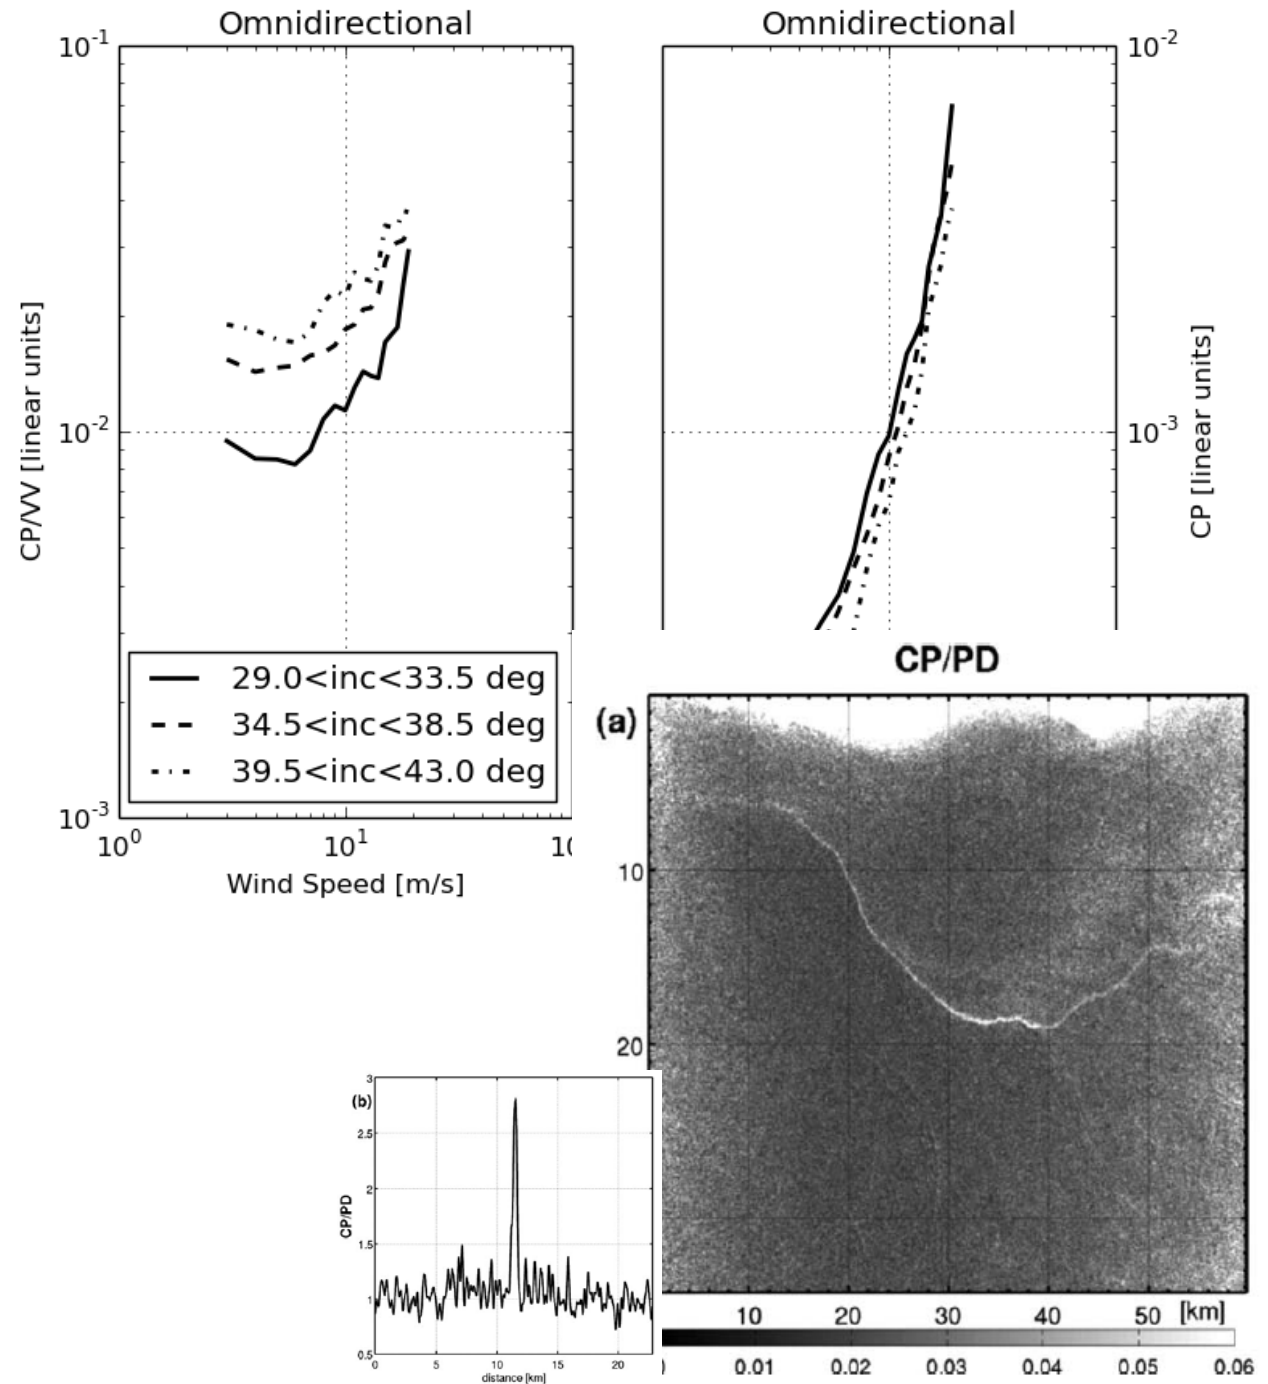 Omnidirectional
Omnidirectional
10-1
10-2
CP/VV [linear units]
10-2
10-3
CP [linear units]
29.0<inc<33.5 deg
34.5<inc<38.5 deg
39.5<inc<43.0 deg
10-3
100
101
Wind Speed [m/s]
CP/PD
(a)
10
20
10 20 30 40 50 [km]
0.01 0.02 0.03 0.04 0.05 0.06
(b)
CP/PD
3
2.5
2
1.5
1
0.5
0 5 10 15 20
distance [km]